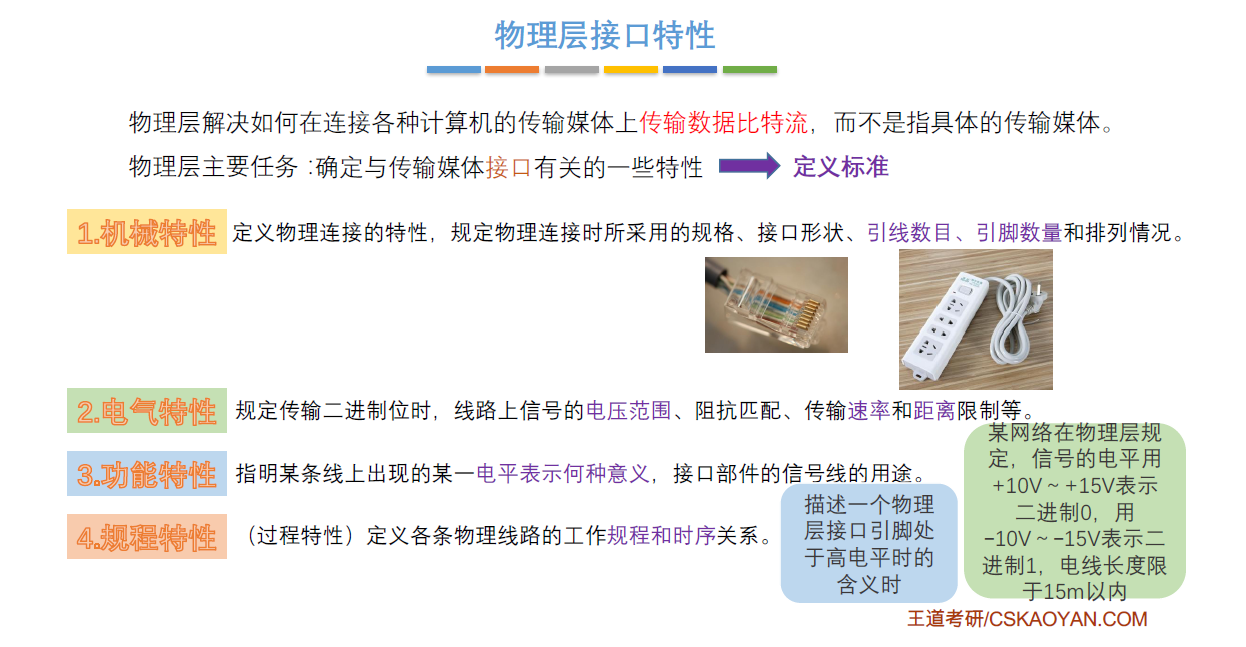 物理层接口特性
物理层解决如何在连接各种计算机的传输媒体上传输数据比特流，而不是指具体的传输媒体。
物理层主要任务：确定与传输媒体接口有关的一些特性 定义标准
1.机械特性 定义物理连接的特性，规定物理连接时所采用的规格、接口形状、引线数目、引脚数量和排列情况。
2.电气特性 规定传输二进制位时，线路上信号的电压范围、阻抗匹配、传输速率和距离限制等。
3.功能特性 指明某条线上出现的某一电平表示何种意义，接口部件的信号线的用途。
4.规程特性 （过程特性）定义各条物理线路的工作规程和时序关系。
描述一个物理
层接口引脚处
于高电平时的
含义时
某网络在物理层规
定，信号的电平用
+10V～+15V表示
二进制0，用
-10V～-15V表示二
进制1，电线长度限
于15m以内
王道考研/CSKAOYAN.COM